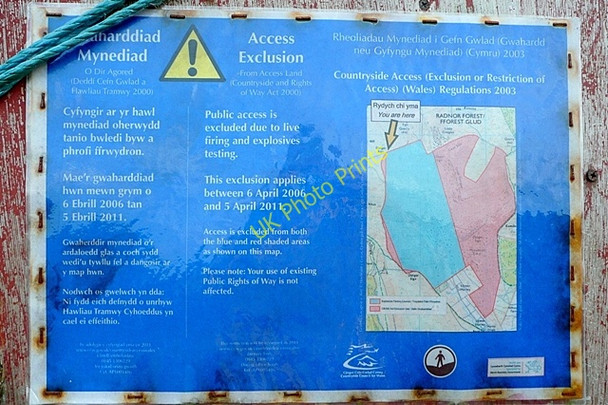 Gwaharddiad
Mynediad
O Dir Agored
(Deddf Cefn Gwlad a
Hawliau Tramwy 2000)
Cyfyngir ar yr hawl
mynediad oherwydd
tanio bwledi byw a
phrofi ffrwydron.
Mae'r gwaharddiad
hwn mewn grym o
6 Ebrill 2006 tan
5 Ebrill 2011.
Gwaherddir mynediad o'r
ardaloedd glas a coch sydd
wedi'u tywyllu fel a dangosir ar
y map hwn.
Nodwch os gwelwch yn dda:
Ni fydd eich defnydd o unrhyw
Hawliau Tramwy Cyhoeddus yn
cael ei effeithio.
Access
Exclusion
-From Access Land
(Countryside and Rights
of Way Act 2000)
Public access is
excluded due to live
firing and explosives
testing.
This exclusion applies
between 6 April 2006
and 5 April 2011.
Access is excluded from both
the blue and red shaded areas
as shown on this map.
Please note: Your use of existing
Public Rights of Way is not
affected.
Rheoliadau Mynediad i Gefn Gwlad (Gwahardd
neu Gyfyngu Mynediad) (Cymru) 2003
Countryside Access (Exclusion or Restriction of
Access) (Wales) Regulations 2003
Rydych chi yma
You are here
RADNOR FOREST/
FFOREST GLUD
UK Photo Prints